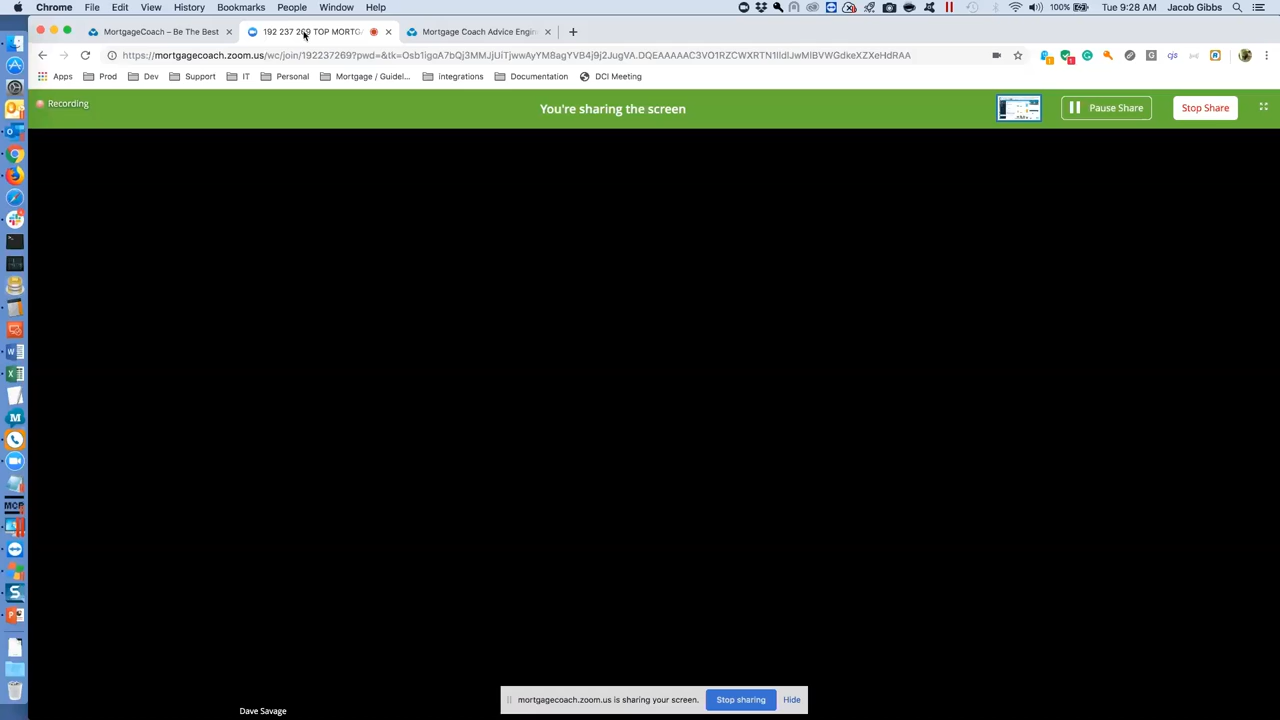 Chrome File Edit View History Bookmarks People Window Help 100% Tue 9:28 AM Jacob Gibbs
MortgageCoach – Be The Best
192 237 269 TOP MORTG
Mortgage Coach Advice Engin
https://mortgagecoach.zoom.us/wc/join/192237269?pwd=&tk=
Apps Prod Dev Support IT Personal Mortgage / Guidel... integrations Documentation DCI Meeting
Recording
You're sharing the screen
Pause Share
Stop Share
mortgagecoach.zoom.us is sharing your screen. Stop sharing Hide
Dave Savage